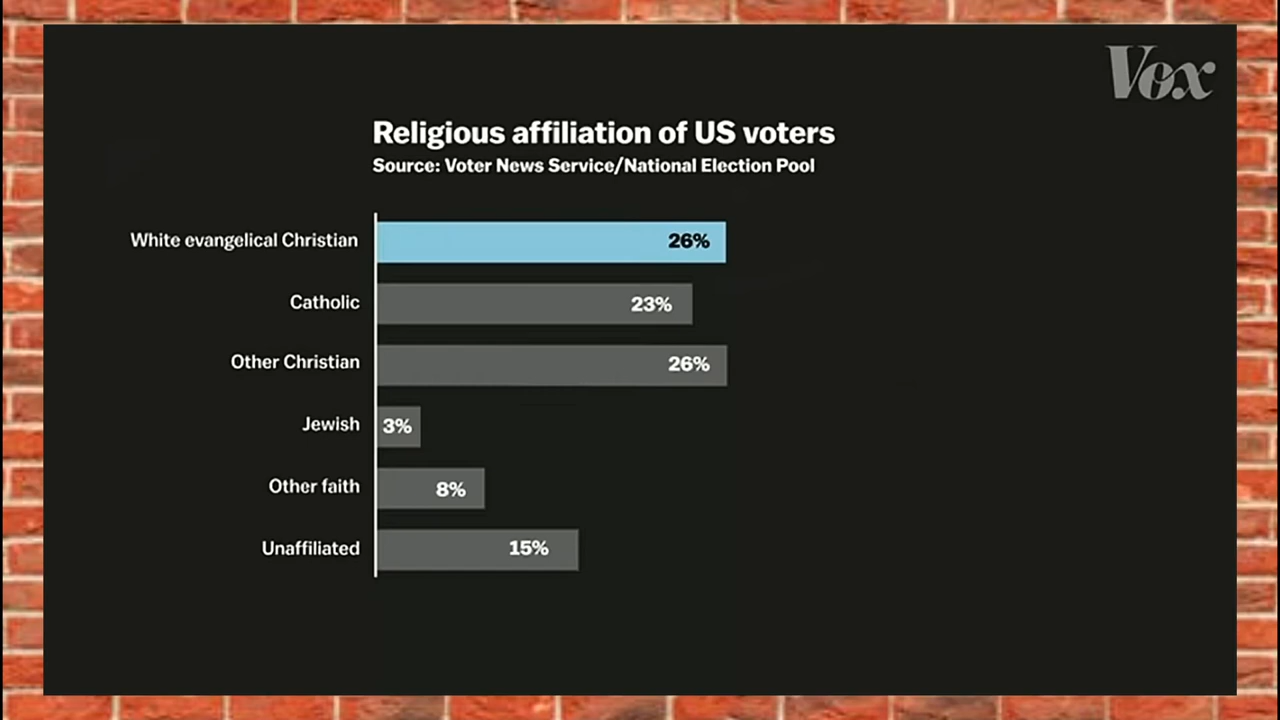 Vox
Religious affiliation of US voters
Source: Voter News Service/National Election Pool
White evangelical Christian 26%
Catholic 23%
Other Christian 26%
Jewish 3%
Other faith 8%
Unaffiliated 15%